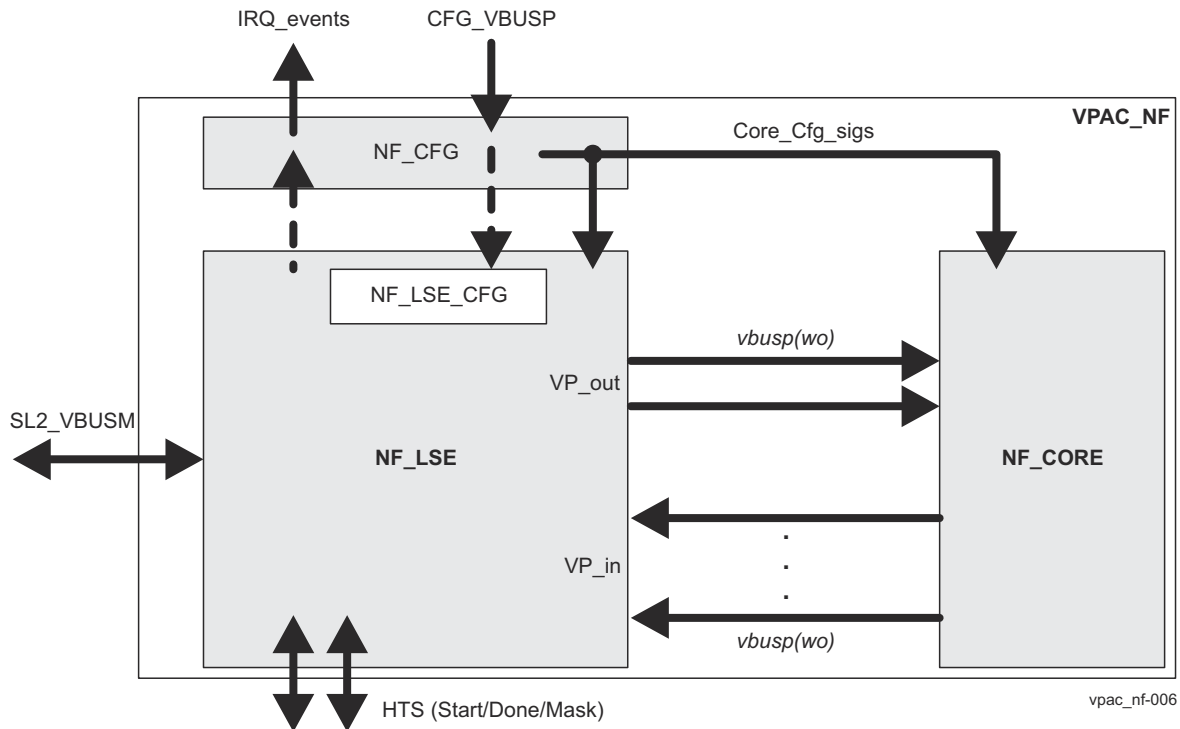 IRQ_events
CFG_VBUSP
VPAC_NF
Core_Cfg_sigs
NF_CFG
NF_LSE_CFG
vbusp(wo)
VP_out
SL2_VBUSM
NF_LSE
NF_CORE
VP_in
vbusp(wo)
HTS (Start/Done/Mask)
vpac_nf-006